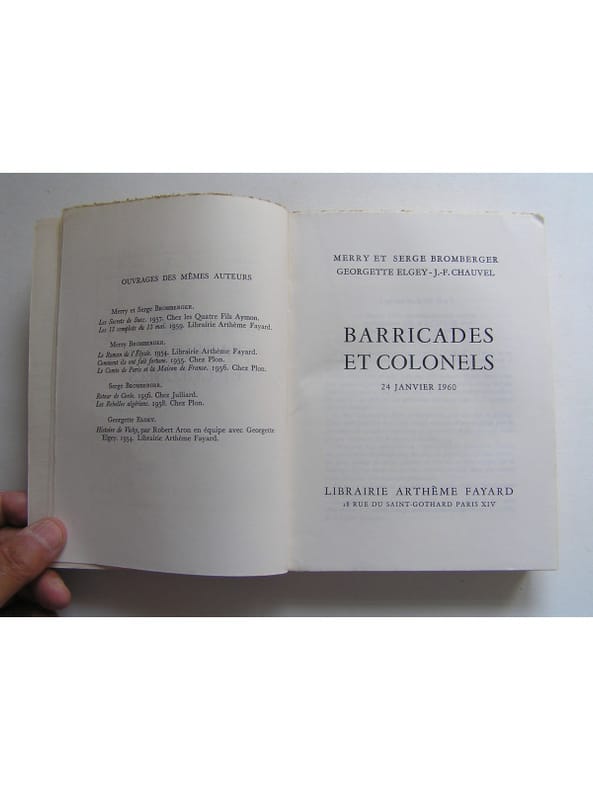 OUVRAGES DES MÊMES AUTEURS
Merry et Serge BROMBERGER.
Les Secrets de Suez. 1957. Chez les Quatre Fils Aymon.
Les 13 complots du 13 mai. 1959. Librairie Arthème Fayard.
Merry BROMBERGER.
Le Roman de l'Élysée. 1954. Librairie Arthème Fayard.
Comment ils ont fait fortune. 1955. Chez Plon.
Le Comte de Paris et la Maison de France. 1956. Chez Plon.
Serge BROMBERGER.
Retour de Corée. 1956. Chez Julliard.
Les Rebelles algériens. 1958. Chez Plon.
Georgette ELGEY.
Histoire de Vichy, par Robert Aron en équipe avec Georgette
Elgey. 1954. Librairie Arthème Fayard.
MERRY ET SERGE BROMBERGER
GEORGETTE ELGEY-J.-F. CHAUVEL
BARRICADES
ET COLONELS
24 JANVIER 1960
LIBRAIRIE ARTHÈME FAYARD
18 RUE DU SAINT-GOTHARD PARIS XIV